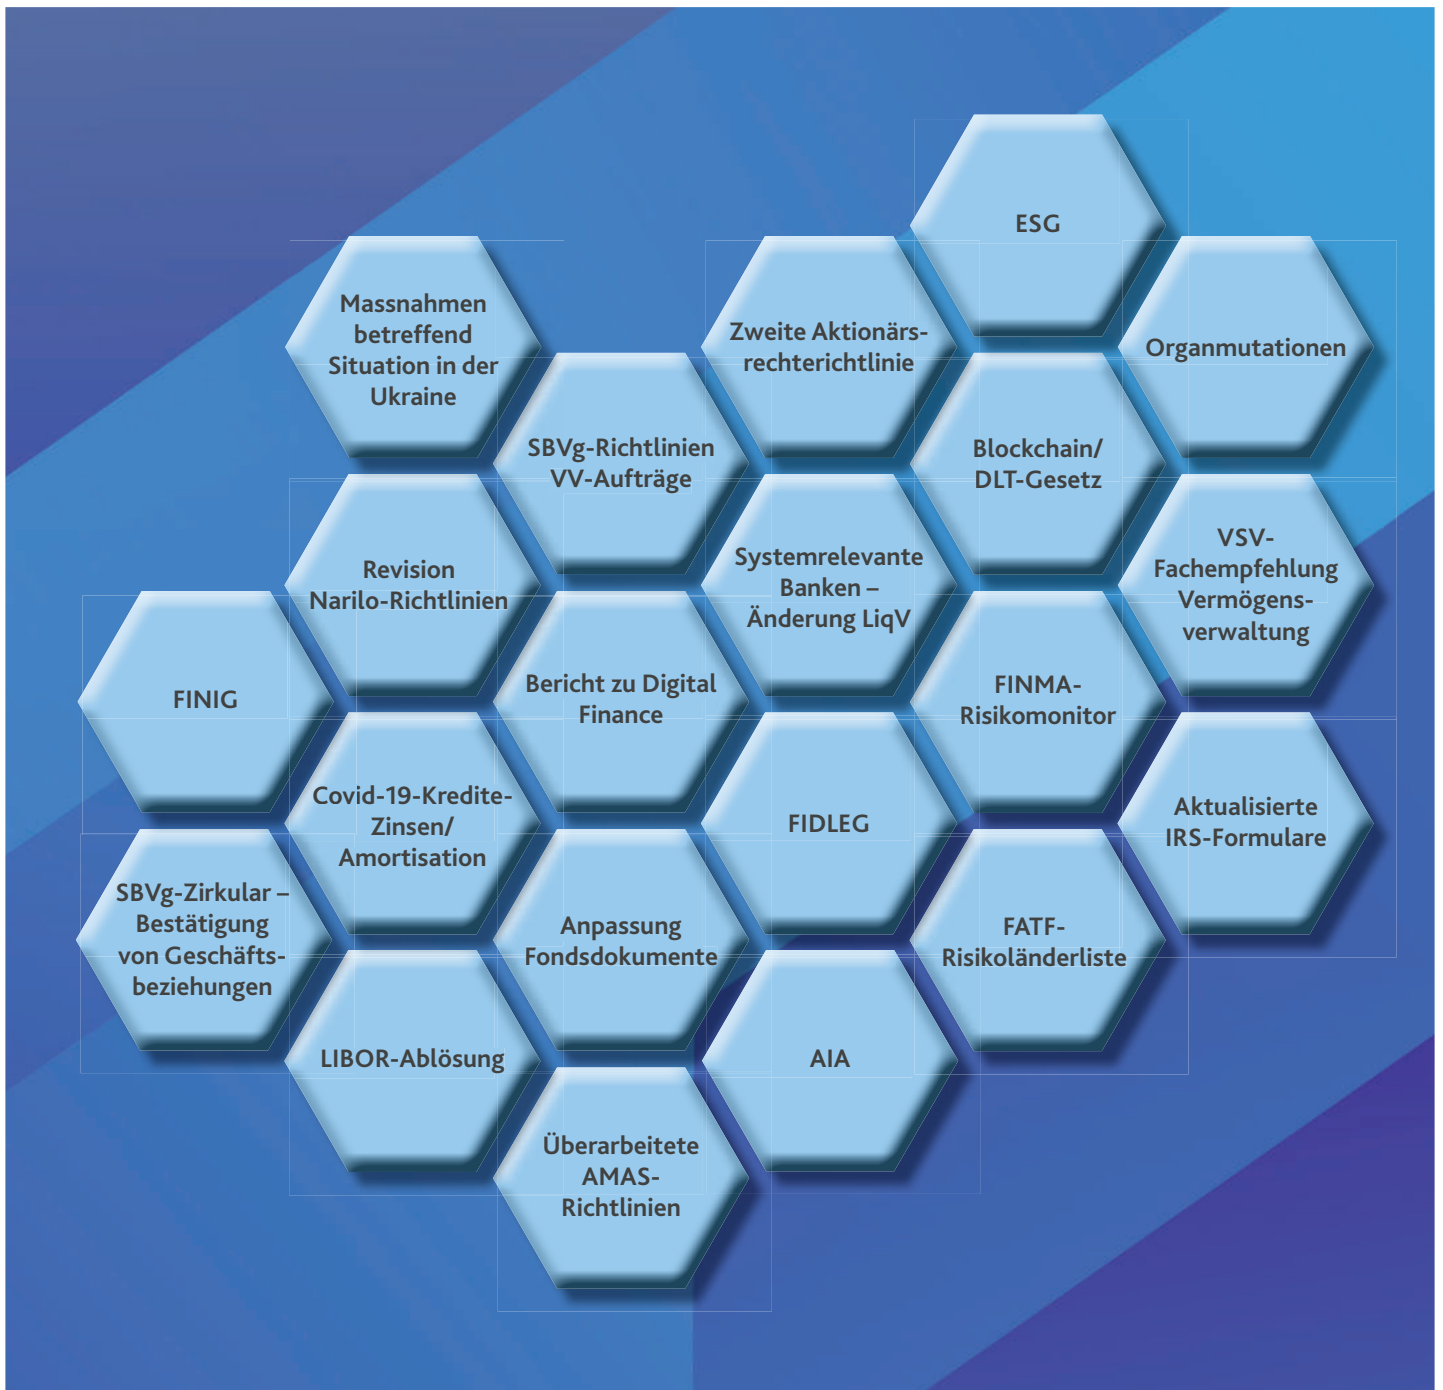 ESG
Massnahmen
betreffend
Situation in der
Ukraine
Zweite Aktionärs-
rechterichtlinie
Organmutationen
SBVg-Richtlinien
VV-Aufträge
Blockchain/
DLT-Gesetz
Revision
Narilo-Richtlinien
Systemrelevante
Banken –
Änderung LiqV
VSV-
Fachempfehlung
Vermögens-
verwaltung
FINIG
Bericht zu Digital
Finance
FINMA-
Risikomonitor
Covid-19-Kredite-
Zinsen/
Amortisation
FIDLEG
Aktualisierte
IRS-Formulare
SBVg-Zirkular –
Bestätigung
von Geschäfts-
beziehungen
Anpassung
Fondsdokumente
FATF-
Risikoländerliste
LIBOR-Ablösung
AIA
Überarbeitete
AMAS-
Richtlinien